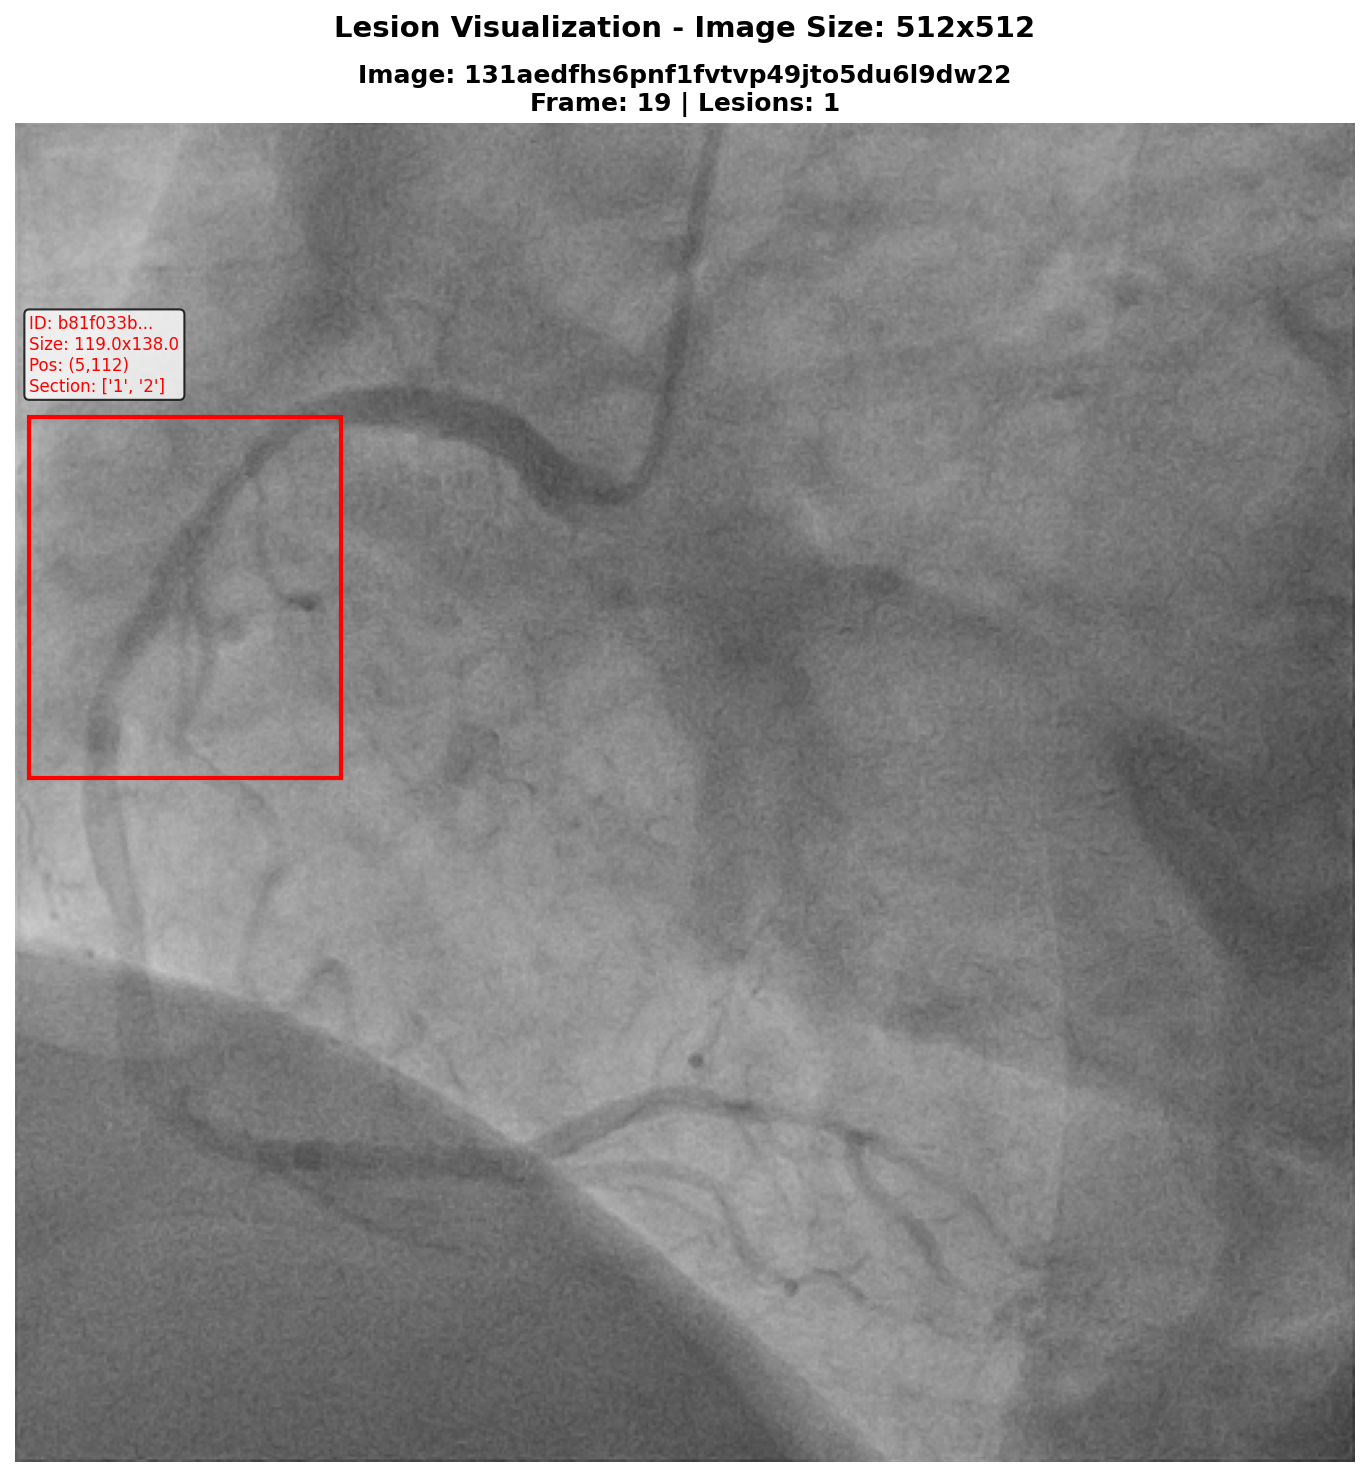 Lesion Visualization - Image Size: 512x512
Image: 131aedfhs6pnf1fvtvp49jto5du6l9dw22
Frame: 19 | Lesions: 1
ID: b81f033b...
Size: 119.0x138.0
Pos: (5,112)
Section: ['1', '2']